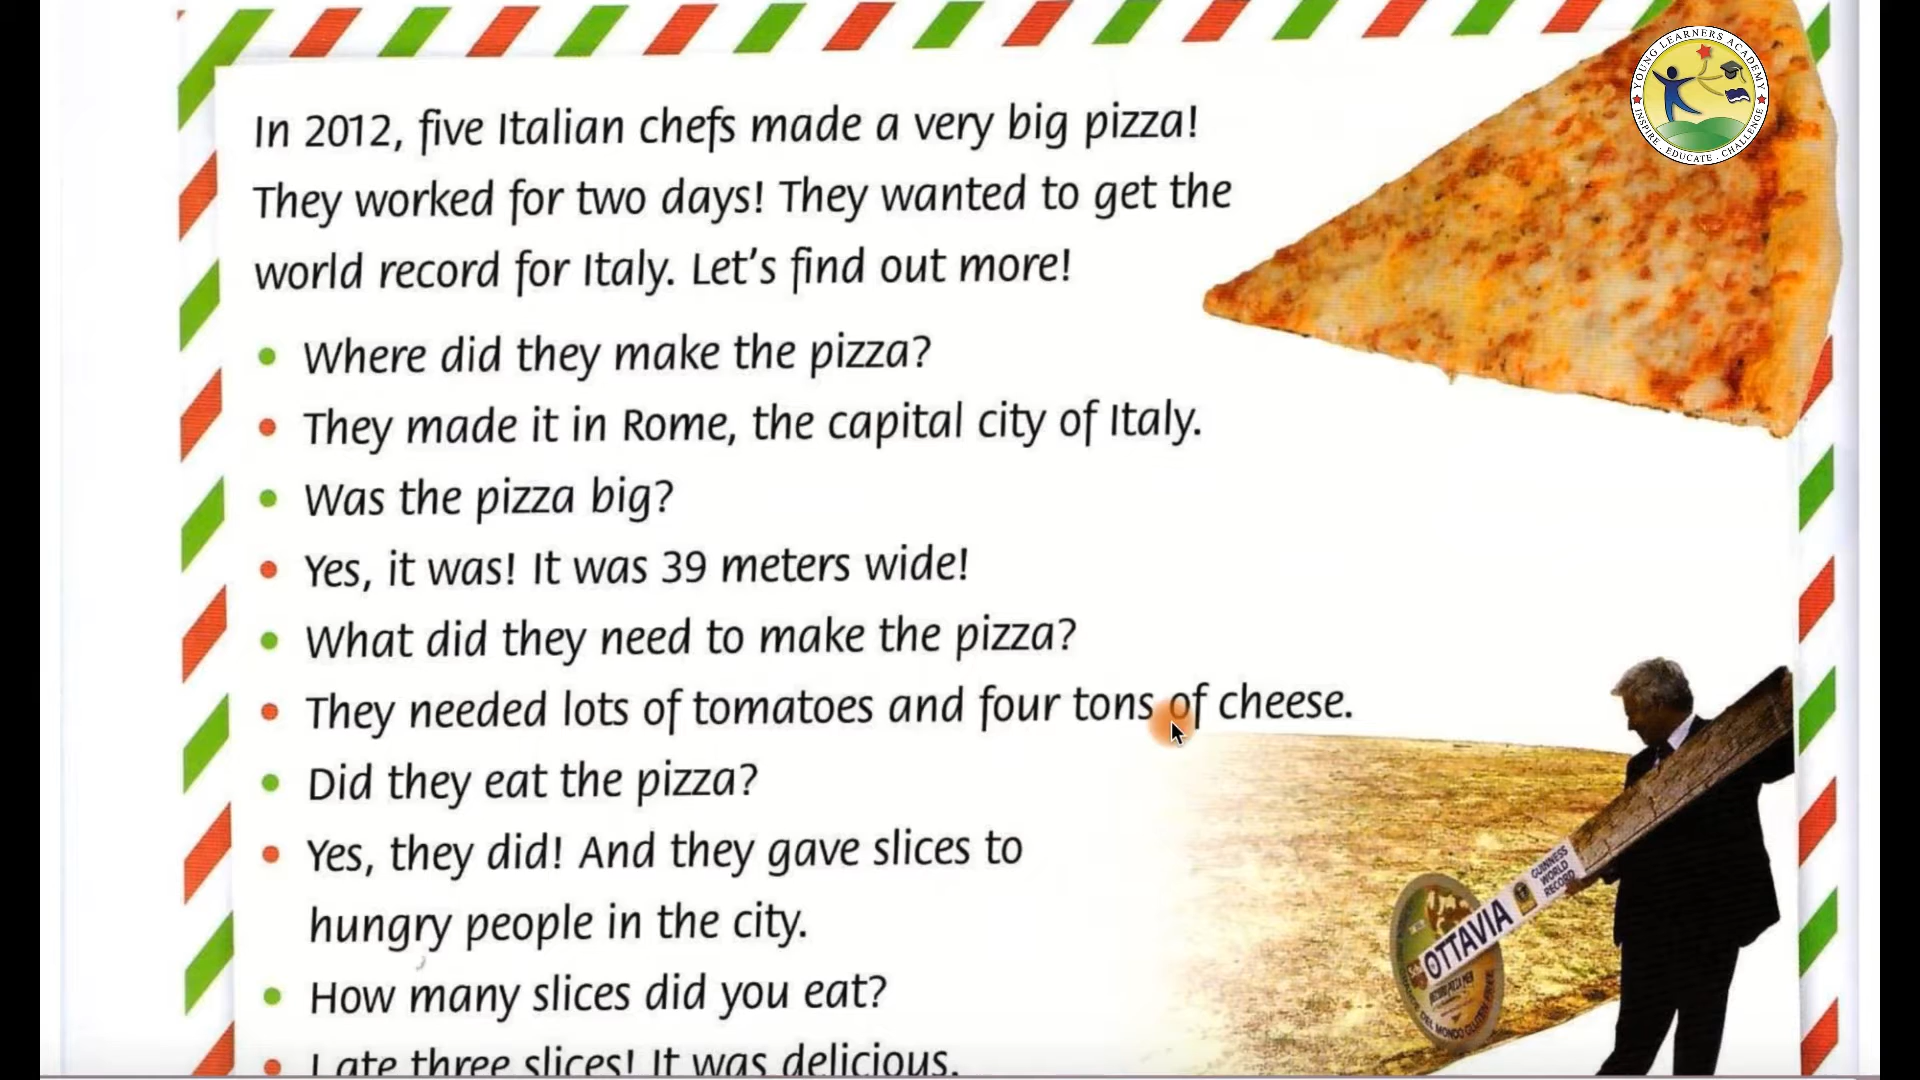 In 2012, five Italian chefs made a very big pizza!
They worked for two days! They wanted to get the
world record for Italy. Let's find out more!
• Where did they make the pizza?
• They made it in Rome, the capital city of Italy.
• Was the pizza big?
• Yes, it was! It was 39 meters wide!
• What did they need to make the pizza?
• They needed lots of tomatoes and four tons of cheese.
• Did they eat the pizza?
• Yes, they did! And they gave slices to
hungry people in the city.
• How many slices did you eat?
• I ate three slices! It was delicious.
YOUNG LEARNERS ACADEMY
INSPIRE . EDUCATE . CHALLENGE
GUINNESS
WORLD
RECORD
OTTAVIA